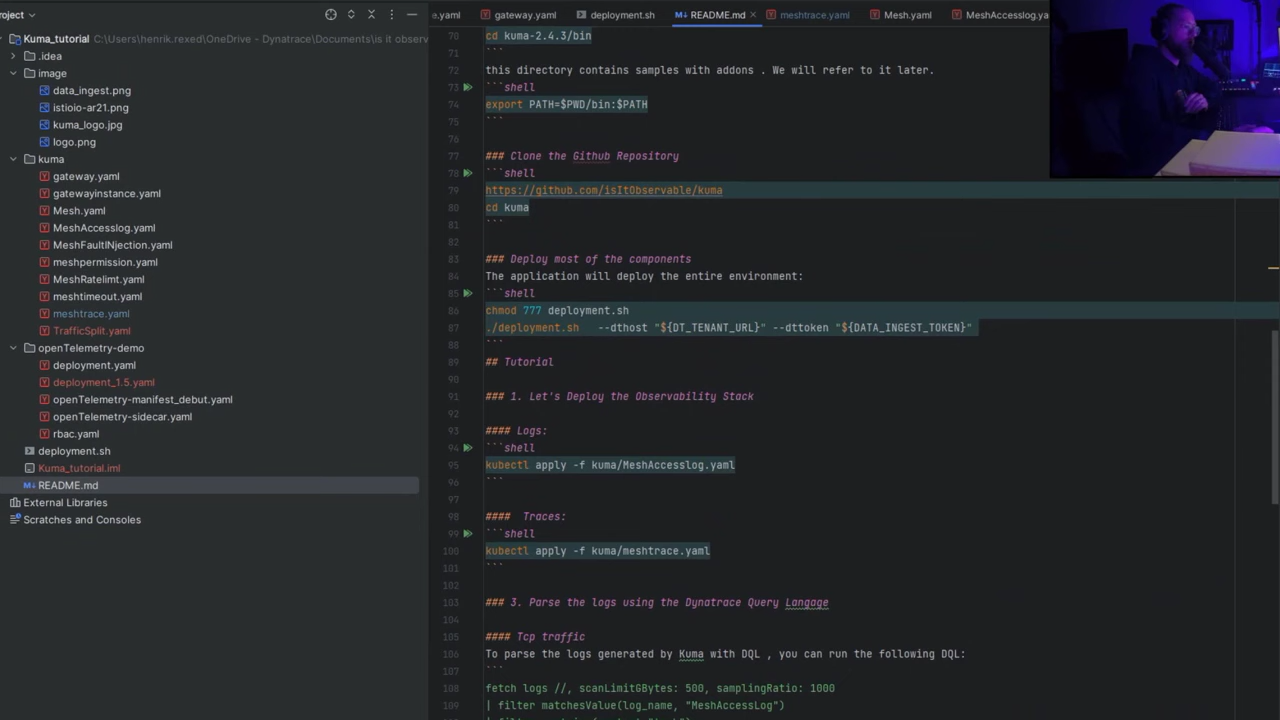 roject
Kuma_tutorial C:\Users\henrik.rexed\OneDrive - Dynatrace\Documents\is it observ
.idea
image
data_ingest.png
istioio-ar21.png
kuma_logo.jpg
logo.png
kuma
gateway.yaml
gatewayinstance.yaml
Mesh.yaml
MeshAccesslog.yaml
MeshFaultINjection.yaml
meshpermission.yaml
MeshRatelimt.yaml
meshtimeout.yaml
meshtrace.yaml
TrafficSplit.yaml
openTelemetry-demo
deployment.yaml
deployment_1.5.yaml
openTelemetry-manifest_debut.yaml
openTelemetry-sidecar.yaml
rbac.yaml
deployment.sh
Kuma_tutorial.iml
README.md
External Libraries
Scratches and Consoles
e.yaml gateway.yaml deployment.sh README.md meshtrace.yaml Mesh.yaml MeshAccesslog.ya
70 cd kuma-2.4.3/bin
71 ```
72 this directory contains samples with addons . We will refer to it later.
73 ```shell
74 export PATH=$PWD/bin:$PATH
75 ```
76
77 ### Clone the Github Repository
78 ```shell
79 https://github.com/isItObservable/kuma
80 cd kuma
81 ```
82
83 ### Deploy most of the components
84 The application will deploy the entire environment:
85 ```shell
86 chmod 777 deployment.sh
87 ./deployment.sh   --dthost "${DT_TENANT_URL}" --dttoken "${DATA_INGEST_TOKEN}"
88 ```
89 ## Tutorial
90
91 ### 1. Let's Deploy the Observability Stack
92
93 #### Logs:
94 ```shell
95 kubectl apply -f kuma/MeshAccesslog.yaml
96 ```
97
98 ####  Traces:
99 ```shell
100 kubectl apply -f kuma/meshtrace.yaml
101 ```
102
103 ### 3. Parse the logs using the Dynatrace Query Langage
104
105 #### Tcp traffic
106 To parse the logs generated by Kuma with DQL , you can run the following DQL:
107 ```
108 fetch logs //, scanLimitGBytes: 500, samplingRatio: 1000
109 | filter matchesValue(log_name, "MeshAccessLog")